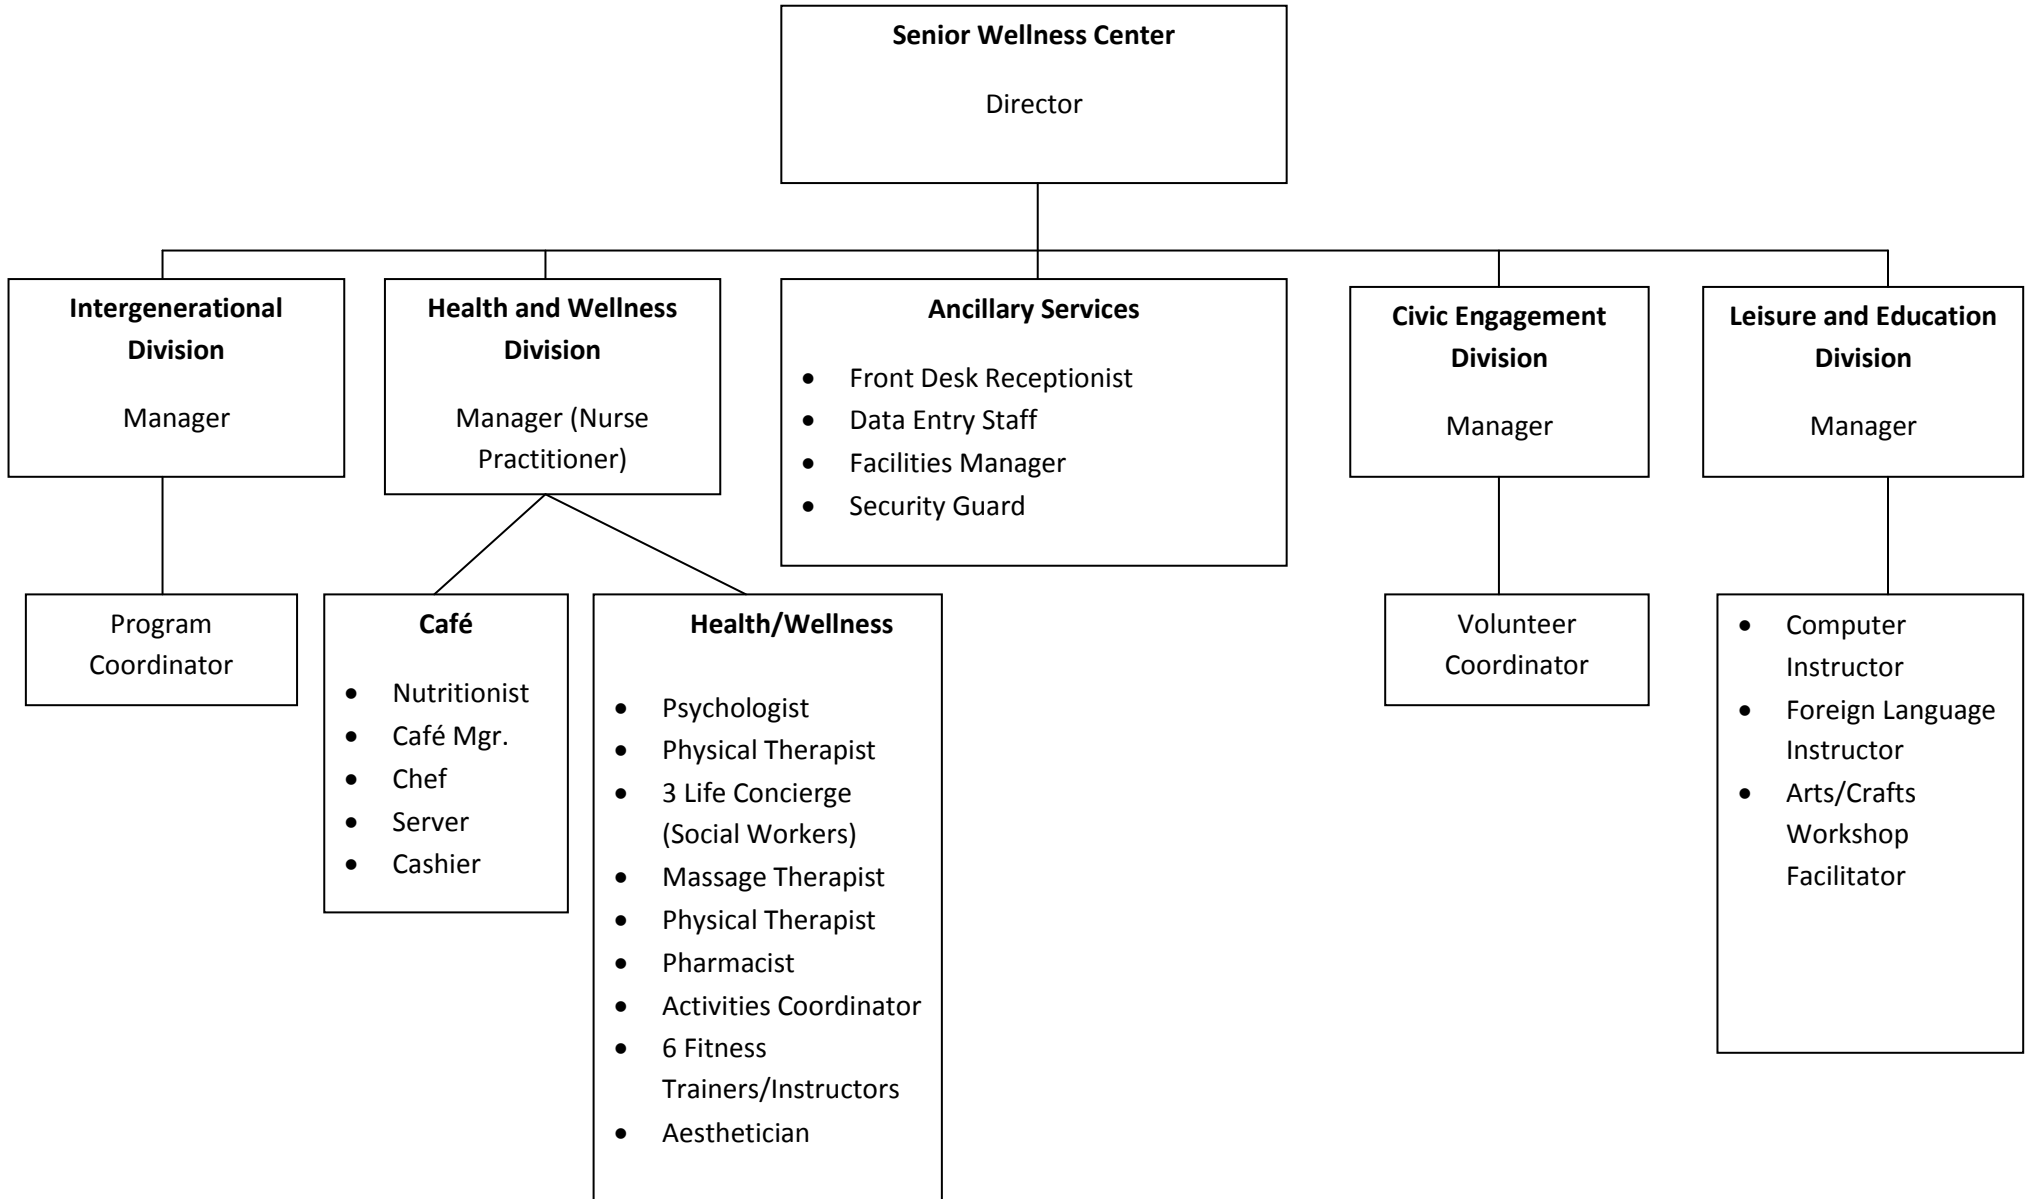 Senior Wellness Center
Director
Intergenerational
Division
Manager
Health and Wellness
Division
Manager (Nurse
Practitioner)
Ancillary Services
• Front Desk Receptionist
• Data Entry Staff
• Facilities Manager
• Security Guard
Civic Engagement
Division
Manager
Leisure and Education
Division
Manager
Program
Coordinator
Café
• Nutritionist
• Café Mgr.
• Chef
• Server
• Cashier
Health/Wellness
• Psychologist
• Physical Therapist
• 3 Life Concierge
(Social Workers)
• Massage Therapist
• Physical Therapist
• Pharmacist
• Activities Coordinator
• 6 Fitness
Trainers/Instructors
• Aesthetician
Volunteer
Coordinator
• Computer
Instructor
• Foreign Language
Instructor
• Arts/Crafts
Workshop
Facilitator